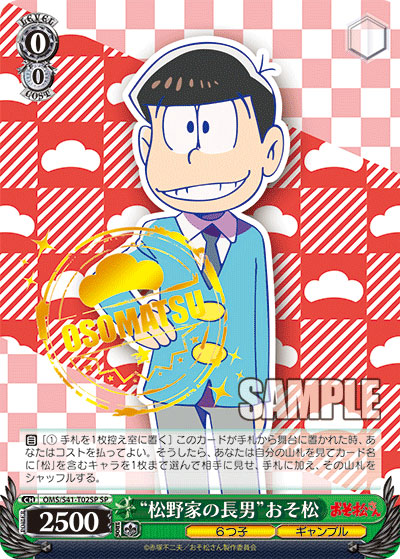 LEVEL
0
0
COST
OSOMATSU
SAMPLE
自 [① 手札を1枚控え室に置く] このカードが手札から舞台に置かれた時、あ
なたはコストを払ってよい。そうしたら、あなたは自分の山札を見てカード名
に「松」を含むキャラを1枚まで選んで相手に見せ、手札に加え、その山札を
シャッフルする。
CH OMS/S41-T02SP SP
POWER 2500
“松野家の長男”おそ松
おそ松さん
6つ子 ギャンブル
©赤塚不二夫／おそ松さん製作委員会